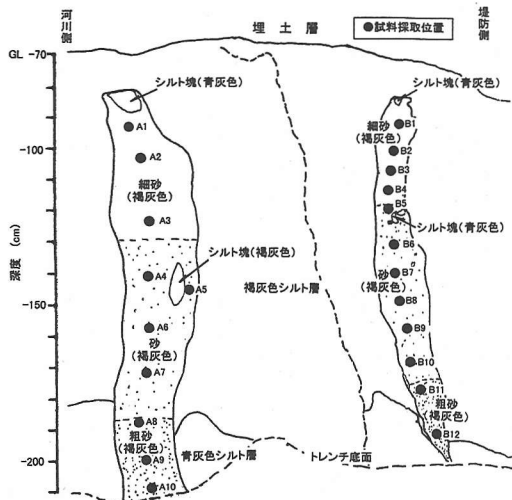 河川側
埋土層
●試料採取位置
堤防側
GL -70
シルト塊(青灰色)
シルト塊(青灰色)
A1
A2
細砂
(褐灰色)
A3
B1
細砂
(褐灰色)
B2
B3
B4
B5
-100
シルト塊(青灰色)
シルト塊(褐灰色)
A4
A5
褐灰色シルト層
B6
B7
砂
(褐灰色)
B8
深度 (cm)
-150
A6
砂
(褐灰色)
A7
B9
B10
B11
粗砂
(褐灰色)
B12
A8
粗砂
(褐灰色)
A9
A10
青灰色シルト層
トレンチ底面
-200